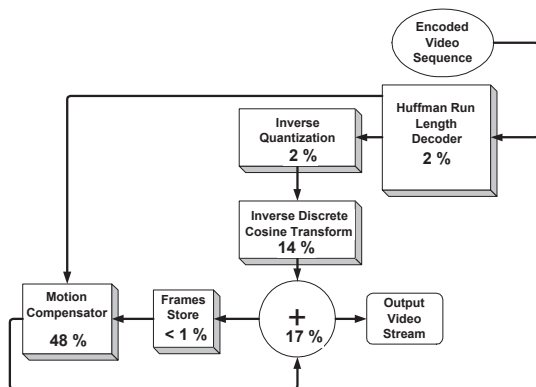 Encoded
Video
Sequence
Huffman Run
Length
Decoder
2 %
Inverse
Quantization
2 %
Inverse Discrete
Cosine Transform
14 %
Motion
Compensator
48 %
Frames
Store
< 1 %
+
17 %
Output
Video
Stream